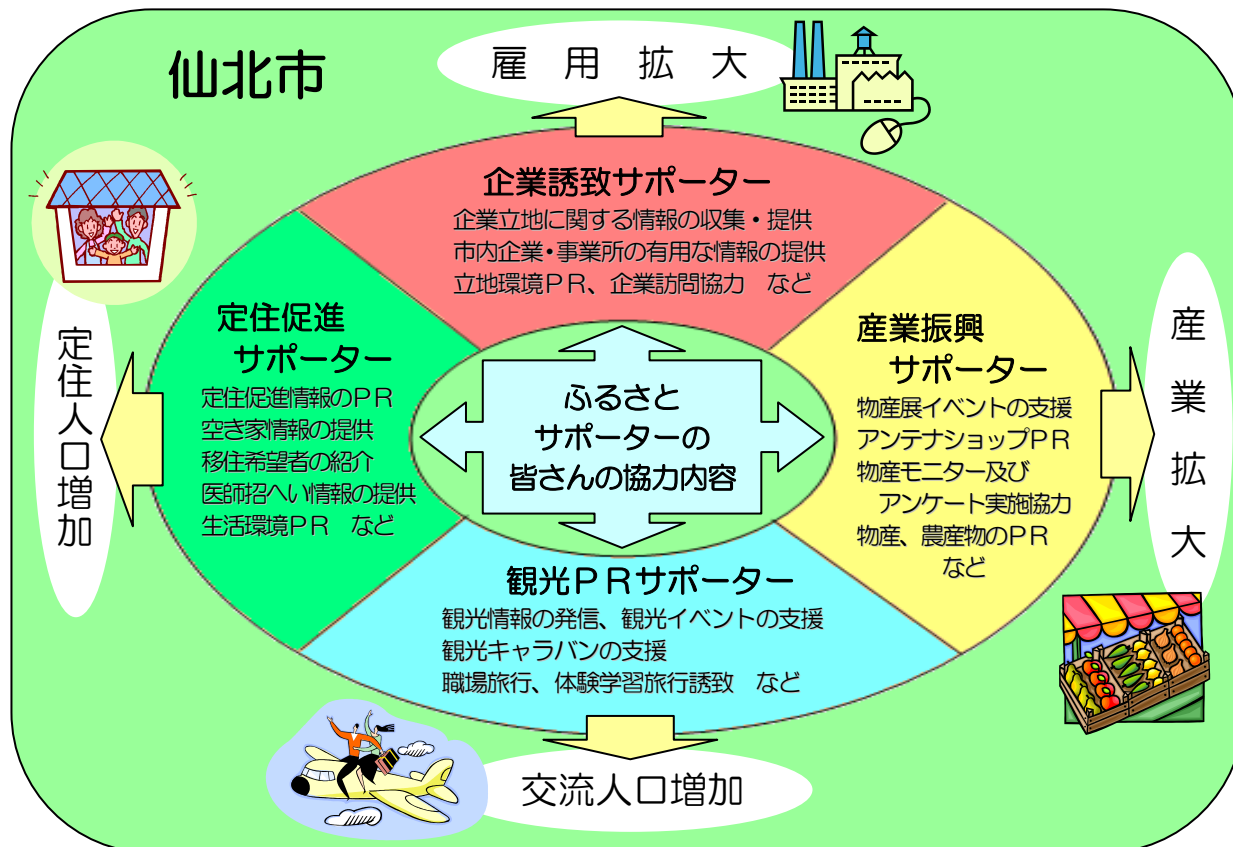 仙北市
雇用拡大
企業誘致サポーター
企業立地に関する情報の収集・提供
市内企業・事業所の有用な情報の提供
立地環境ＰＲ、企業訪問協力　など
定住促進
サポーター
定住促進情報のＰＲ
空き家情報の提供
移住希望者の紹介
医師招へい情報の提供
生活環境ＰＲ　など
定住人口増加
ふるさと
サポーターの
皆さんの協力内容
産業振興
サポーター
物産展イベントの支援
アンテナショップＰＲ
物産モニター及び
アンケート実施協力
物産、農産物のＰＲ
など
産業拡大
観光ＰＲサポーター
観光情報の発信、観光イベントの支援
観光キャラバンの支援
職場旅行、体験学習旅行誘致　など
交流人口増加